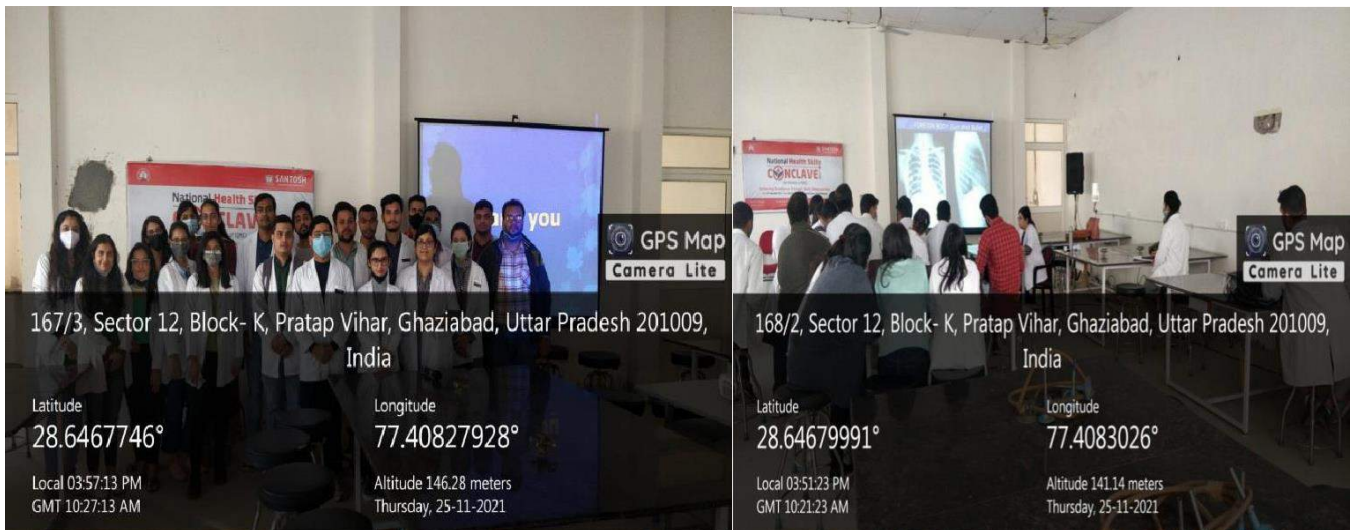 SANTOSH
National Health Skills
CONCLAVE
you
GPS Map
Camera Lite
167/3, Sector 12, Block- K, Pratap Vihar, Ghaziabad, Uttar Pradesh 201009,
India
Latitude
28.6467746°
Longitude
77.40827928°
Local 03:57:13 PM
GMT 10:27:13 AM
Altitude 146.28 meters
Thursday, 25-11-2021
National Health Skills
CONCLAVE
GPS Map
Camera Lite
168/2, Sector 12, Block- K, Pratap Vihar, Ghaziabad, Uttar Pradesh 201009,
India
Latitude
28.64679991°
Longitude
77.4083026°
Local 03:51:23 PM
GMT 10:21:23 AM
Altitude 141.14 meters
Thursday, 25-11-2021